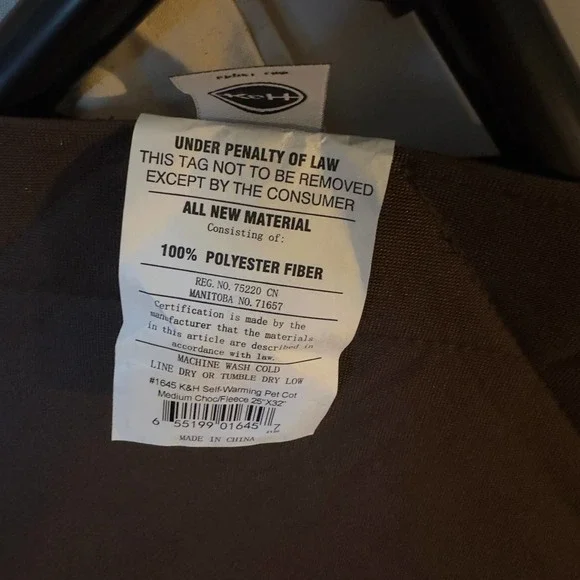 K&H
UNDER PENALTY OF LAW
THIS TAG NOT TO BE REMOVED
EXCEPT BY THE CONSUMER
ALL NEW MATERIAL
Consisting of:
100% POLYESTER FIBER
REG. NO. 75220 CN
MANITOBA NO. 71657
Certification is made by the
manufacturer that the materials
in this article are described in
accordance with law.
MACHINE WASH COLD
LINE DRY OR TUMBLE DRY LOW
#1645 K&H Self-Warming Pet Cot
Medium Choc/Fleece 25"X32"
6 55199 01645 7
MADE IN CHINA